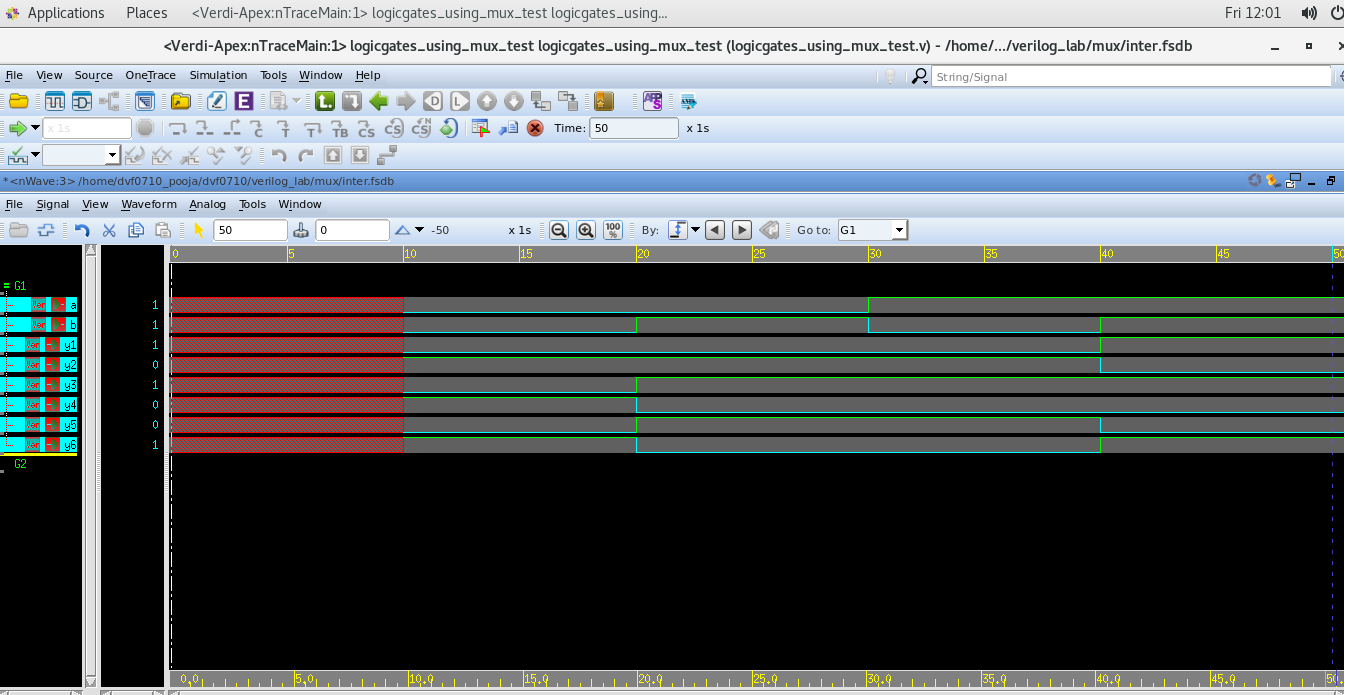 Applications Places <Verdi-Apex:nTraceMain:1> logicgates_using_mux_test logicgates_using... Fri 12:01
<Verdi-Apex:nTraceMain:1> logicgates_using_mux_test logicgates_using_mux_test (logicgates_using_mux_test.v) - /home/.../verilog_lab/mux/inter.fsdb
File View Source OneTrace Simulation Tools Window Help String/Signal
x 1s Time: 50 x 1s
*<nWave:3> /home/dvf0710_pooja/dvf0710/verilog_lab/mux/inter.fsdb
File Signal View Waveform Analog Tools Window
50 0 -50 x 1s 100 % By: Go to: G1
0 5 10 15 20 25 30 35 40 45 50
G1
a 1
b 1
y1 1
y2 0
y3 1
y4 0
y5 0
y6 1
G2
0.0 5.0 10.0 15.0 20.0 25.0 30.0 35.0 40.0 45.0 50.